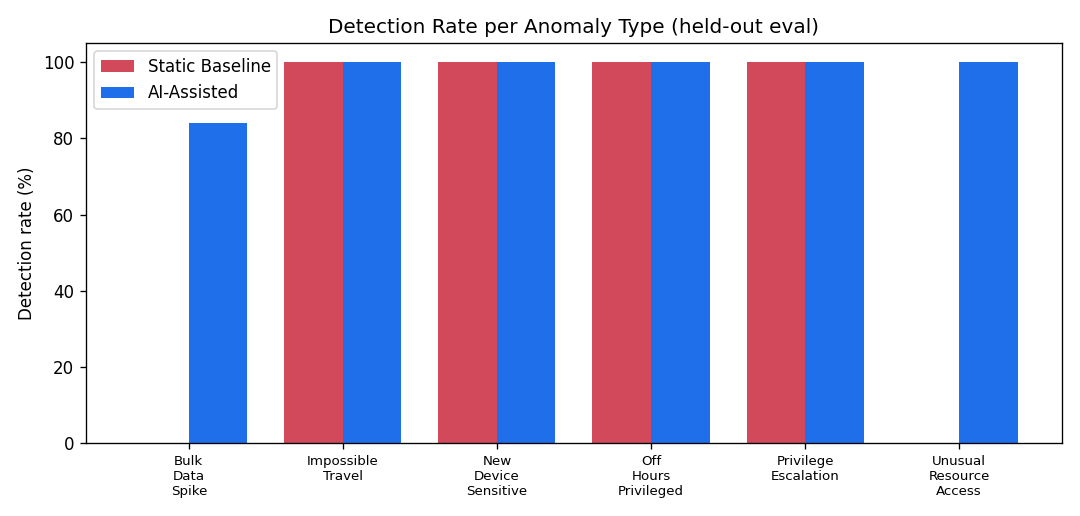 Detection Rate per Anomaly Type (held-out eval)
Static Baseline
AI-Assisted
Detection rate (%)
100
80
60
40
20
0
Bulk
Data
Spike
Impossible
Travel
New
Device
Sensitive
Off
Hours
Privileged
Privilege
Escalation
Unusual
Resource
Access